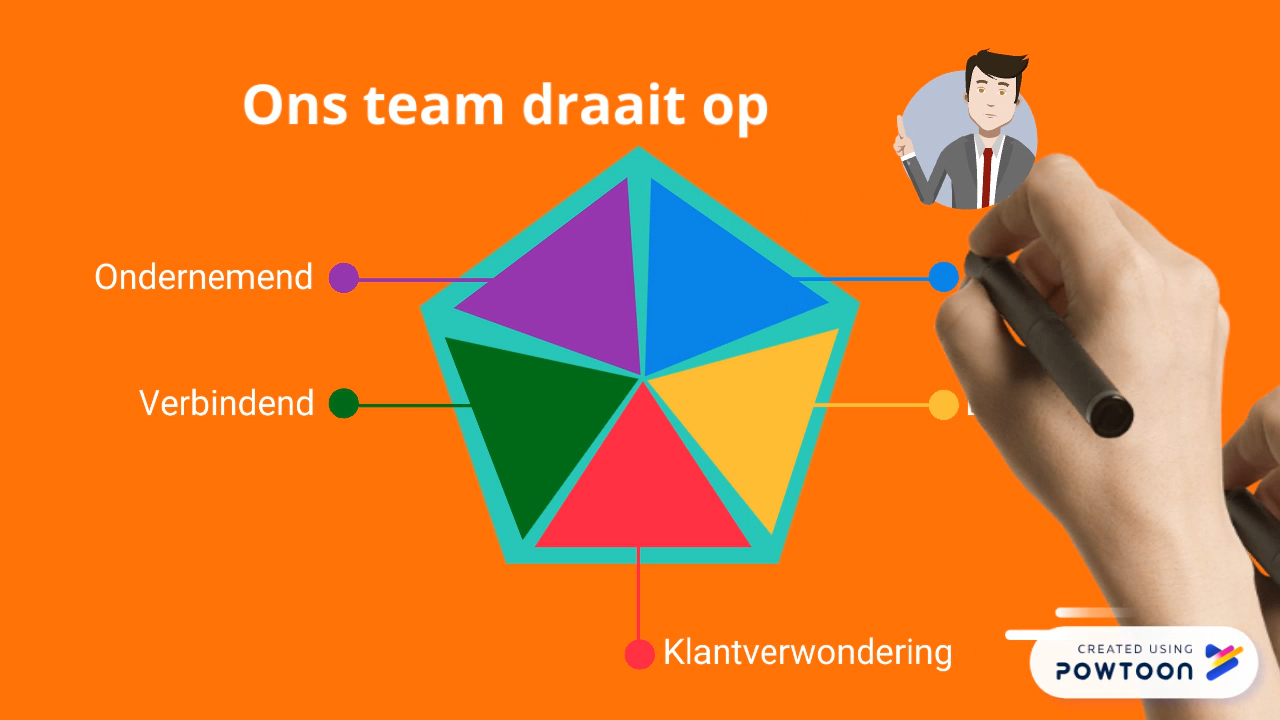 Ons team draait op
Ondernemend
Verbindend
Klantverwondering
CREATED USING
POWTOON